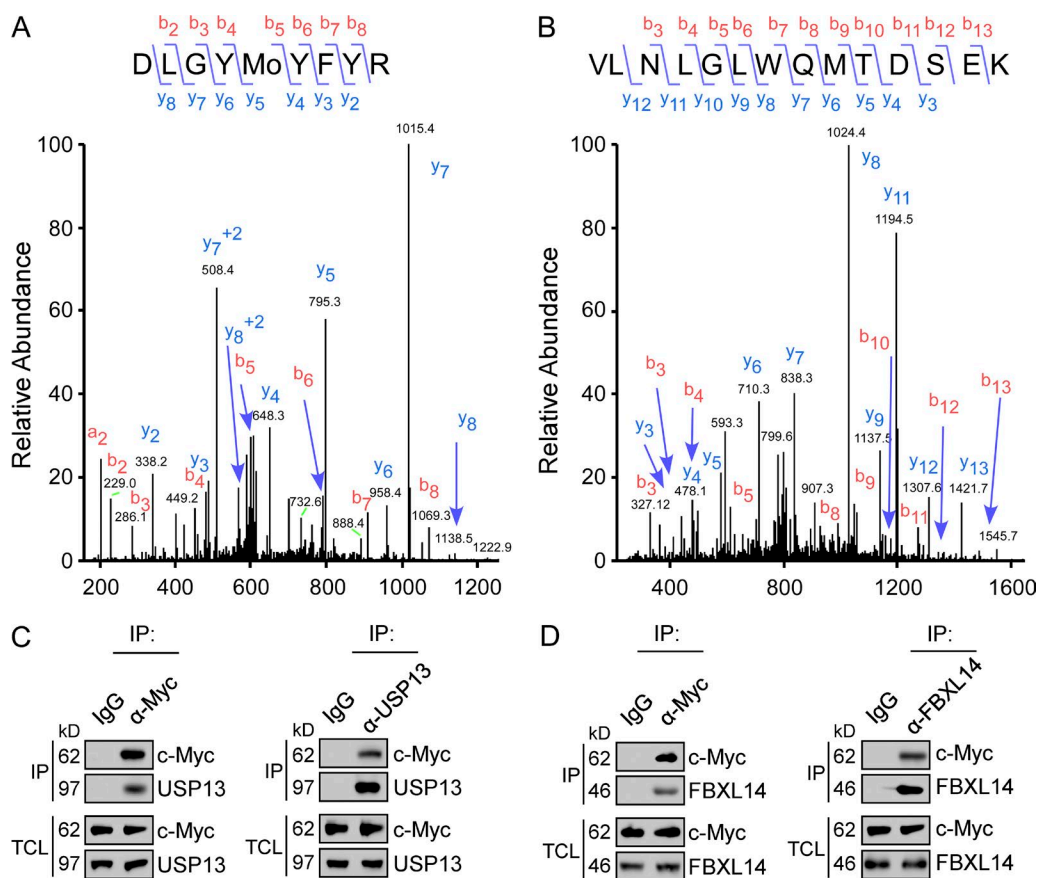 A
b2 b3 b4 b5 b6 b7 b8
D L G Y Mo Y F Y R
y8 y7 y6 y5 y4 y3 y2
Relative Abundance
100
80
60
40
20
0
200 400 600 800 1000 1200
1015.4
y7
y7+2
508.4
y5
795.3
y8+2
b5
b6
y4
648.3
y8
a2
b2
229.0
y2
338.2
b3
286.1
y3
b4
449.2
732.6
y6
958.4
b7
888.4
b8
1069.3
1138.5
1222.9
B
b3 b4 b5 b6 b7 b8 b9 b10 b11 b12 b13
VL N L G L W Q M T D S E K
y12 y11 y10 y9 y8 y7 y6 y5 y4 y3
Relative Abundance
100
80
60
40
20
0
400 800 1200 1600
1024.4
y8
y11
1194.5
b10
b3
y6
710.3
y7
838.3
b4
b12
b13
y3
y9
1137.5
593.3
799.6
y4
y5
478.1
b3
327.12
b5
907.3
b8
b9
y12
1307.6
y13
1421.7
b11
1545.7
C
IP:
IgG α-Myc
kD
IP
62 c-Myc
97 USP13
TCL
62 c-Myc
97 USP13
IP:
IgG α-USP13
kD
IP
62 c-Myc
97 USP13
TCL
62 c-Myc
97 USP13
D
IP:
IgG α-Myc
kD
IP
62 c-Myc
46 FBXL14
TCL
62 c-Myc
46 FBXL14
IP:
IgG α-FBXL14
kD
IP
62 c-Myc
46 FBXL14
TCL
62 c-Myc
46 FBXL14